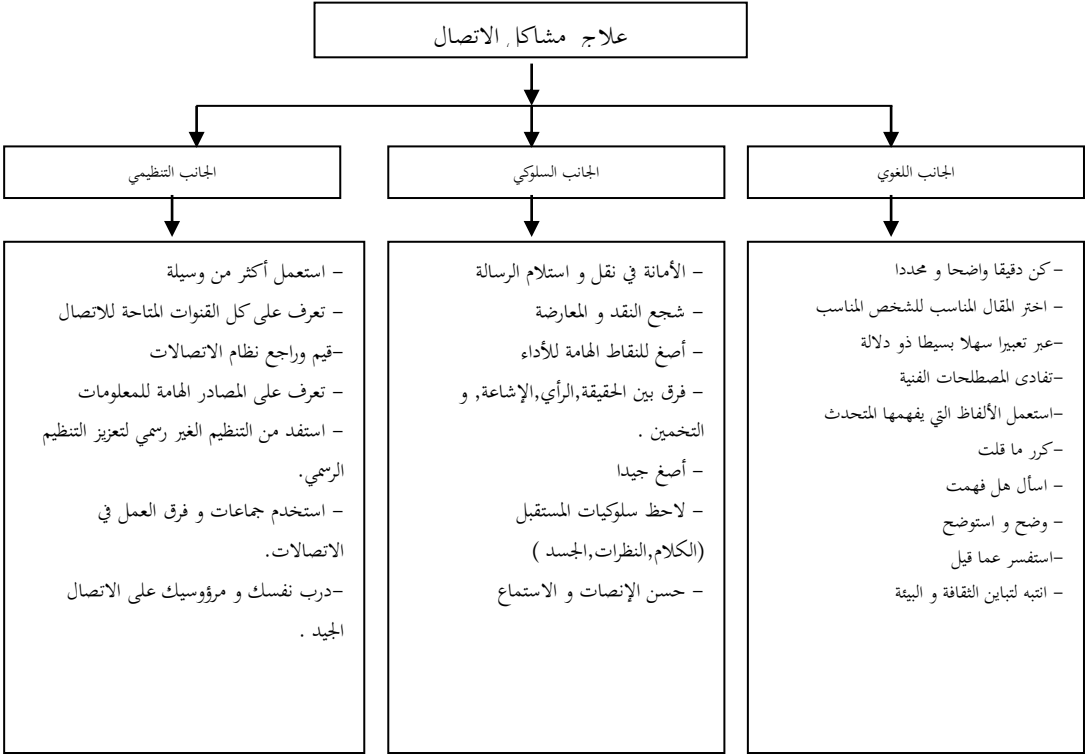 علاج مشاكل الاتصال
الجانب اللغوي
الجانب السلوكي
الجانب التنظيمي
-كن دقيقا واضحا و محددا
- اختر المقال المناسب للشخص المناسب
-عبر تعبيرا سهلا بسيطا ذو دلالة
-تفادى المصطلحات الفنية
-استعمل الألفاظ التي يفهمها المتحدث
-كرر ما قلت
- اسأل هل فهمت
- وضح و استوضح
-استفسر عما قيل
- انتبه لتباين الثقافة و البيئة
- الأمانة في نقل و استلام الرسالة
- شجع النقد و المعارضة
- أصغ للنقاط الهامة للأداء
- فرق بين الحقيقة,الرأي,الإشاعة, و
التخمين .
- أصغ جيدا
- لاحظ سلوكيات المستقبل
(الكلام,النظرات,الجسد )
- حسن الإنصات و الاستماع
- استعمل أكثر من وسيلة
- تعرف على كل القنوات المتاحة للاتصال
-قيم وراجع نظام الاتصالات
- تعرف على المصادر الهامة للمعلومات
- استفد من التنظيم الغير رسمي لتعزيز التنظيم
الرسمي.
- استخدم جماعات و فرق العمل في
الاتصالات.
-درب نفسك و مرؤوسيك على الاتصال
الجيد .